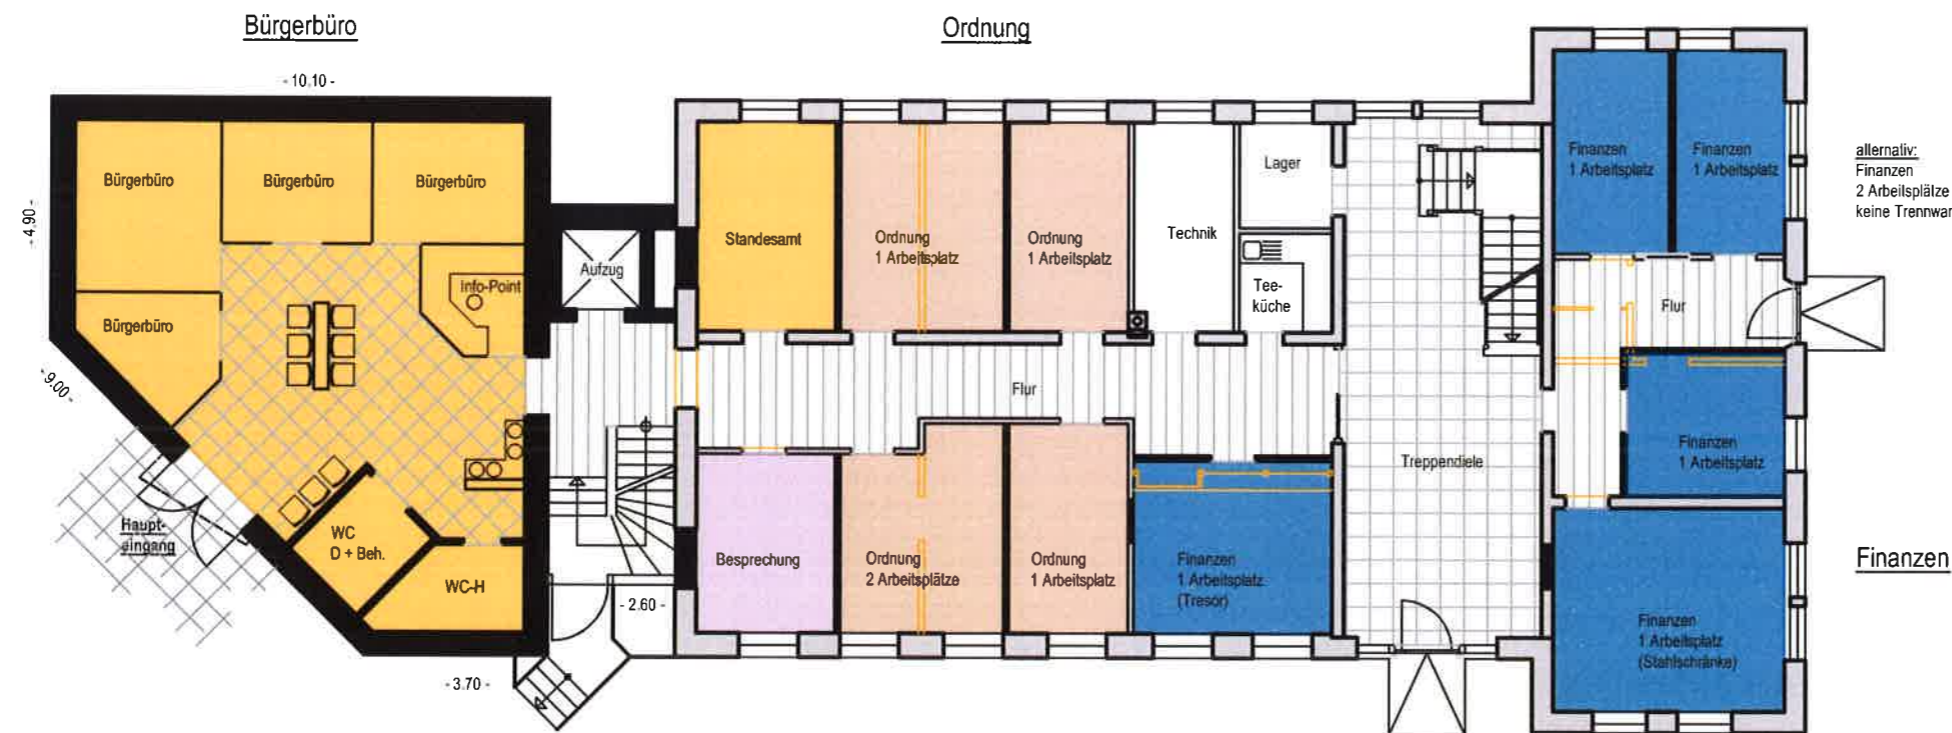 Bürgerbüro
Ordnung
- 10,10 -
- 4,90 -
- 9.00 -
Bürgerbüro
Bürgerbüro
Bürgerbüro
Bürgerbüro
Info-Point
Aufzug
Haupt-
eingang
WC
D + Beh.
WC-H
- 2.60 -
- 3.70 -
Standesamt
Ordnung
1 Arbeitsplatz
Ordnung
1 Arbeitsplatz
Technik
Lager
Tee-
küche
Flur
Besprechung
Ordnung
2 Arbeitsplätze
Ordnung
1 Arbeitsplatz
Finanzen
1 Arbeitsplatz
(Tresor)
Treppendiele
Finanzen
1 Arbeitsplatz
Finanzen
1 Arbeitsplatz
Flur
Finanzen
1 Arbeitsplatz
Finanzen
1 Arbeitsplatz
(Stahlschränke)
alternativ:
Finanzen
2 Arbeitsplätze
keine Trennwan
Finanzen